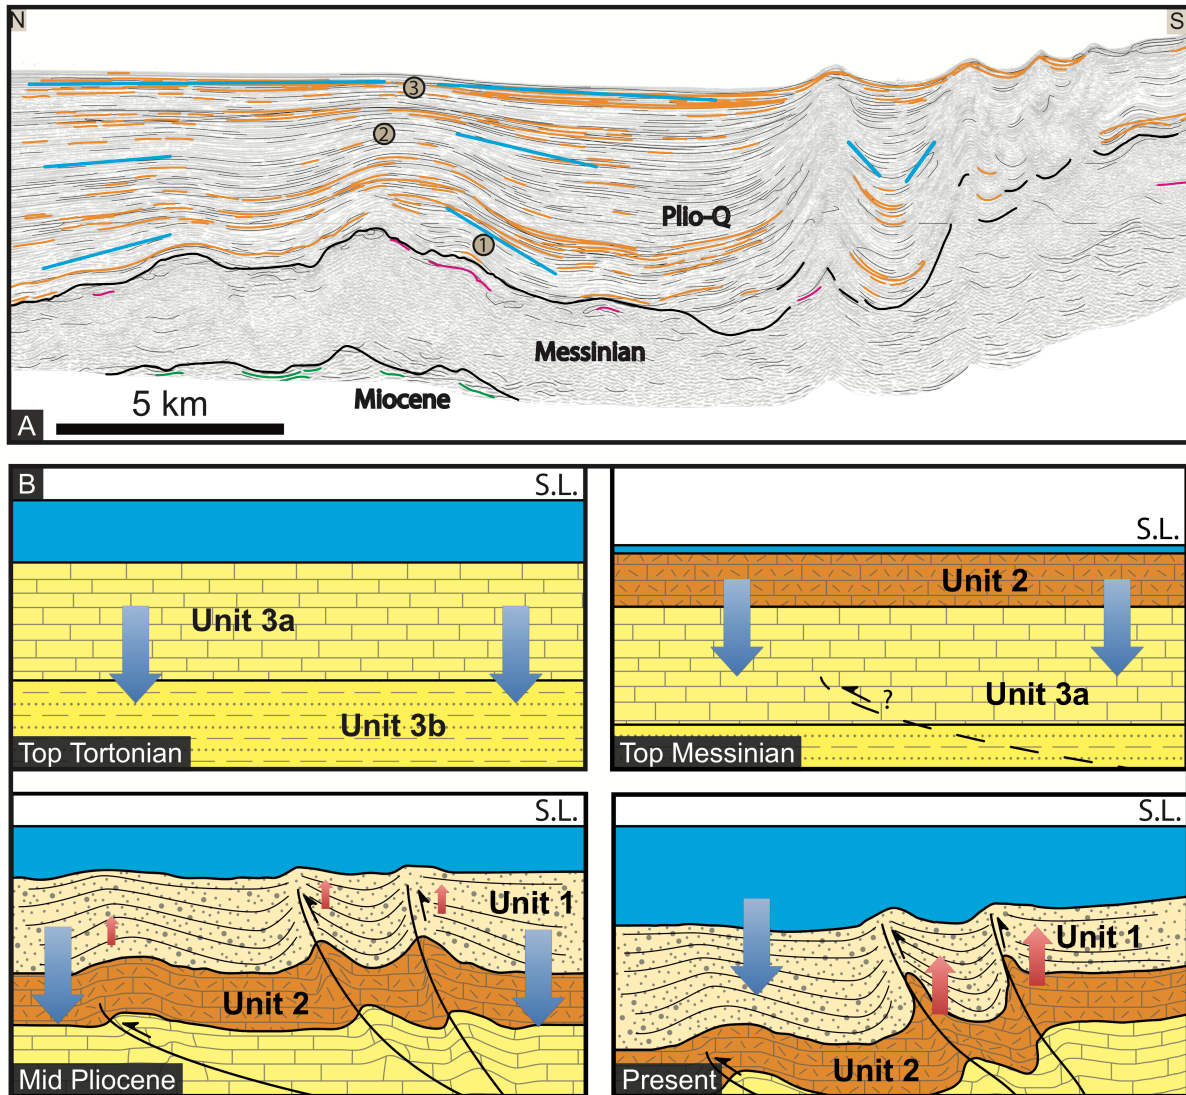 N
S
3
2
Plio-Q
1
Messinian
Miocene
5 km
A
B
S.L.
Unit 3a
Unit 3b
Top Tortonian
S.L.
Unit 2
?
Unit 3a
Top Messinian
S.L.
Unit 1
Unit 2
Mid Pliocene
S.L.
Unit 1
Unit 2
Present